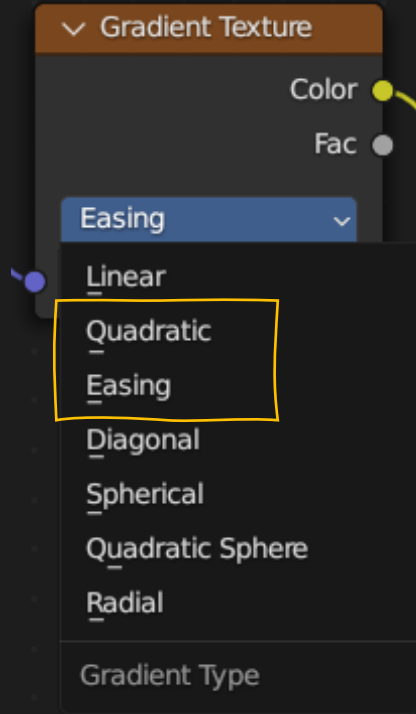 Gradient Texture
Color
Fac
Easing
Linear
Quadratic
Easing
Diagonal
Spherical
Quadratic Sphere
Radial
Gradient Type